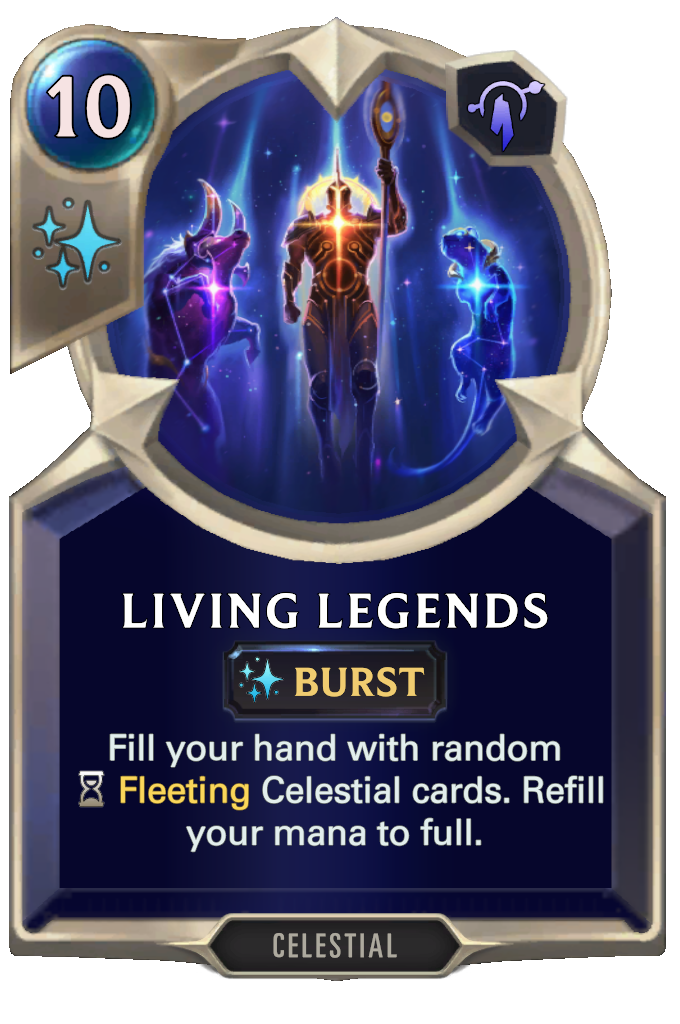 10
LIVING LEGENDS
BURST
Fill your hand with random
Fleeting Celestial cards. Refill
your mana to full.
CELESTIAL